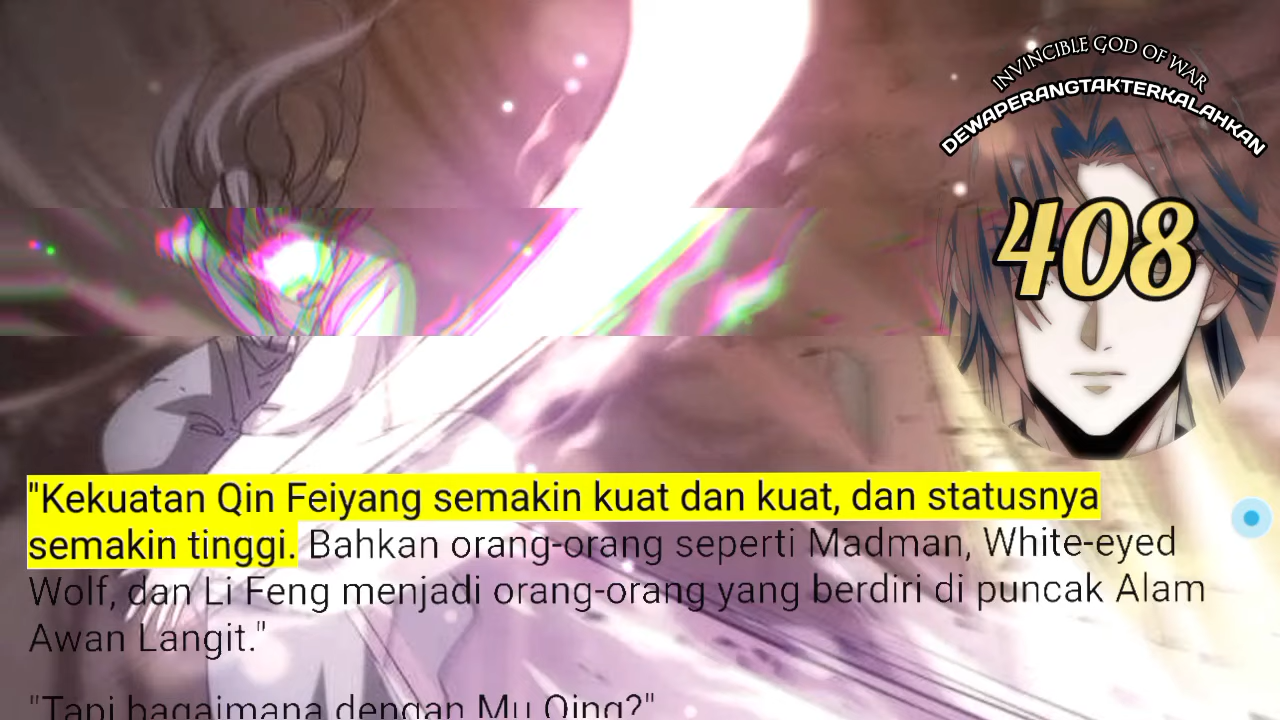 INVINCIBLE GOD OF WAR
DEWAPERANGTAKTERKALAHKAN
408
"Kekuatan Qin Feiyang semakin kuat dan kuat, dan statusnya
semakin tinggi. Bahkan orang-orang seperti Madman, White-eyed
Wolf, dan Li Feng menjadi orang-orang yang berdiri di puncak Alam
Awan Langit."
"Tapi bagaimana dengan Mu Qing?"